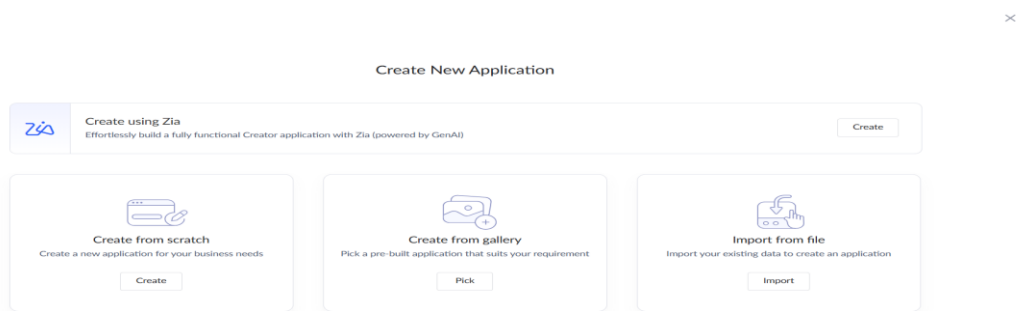 Create New Application
Zia
Create using Zia
Effortlessly build a fully functional Creator application with Zia (powered by GenAI)
Create
Create from scratch
Create a new application for your business needs
Create
Create from gallery
Pick a pre-built application that suits your requirement
Pick
Import from file
Import your existing data to create an application
Import